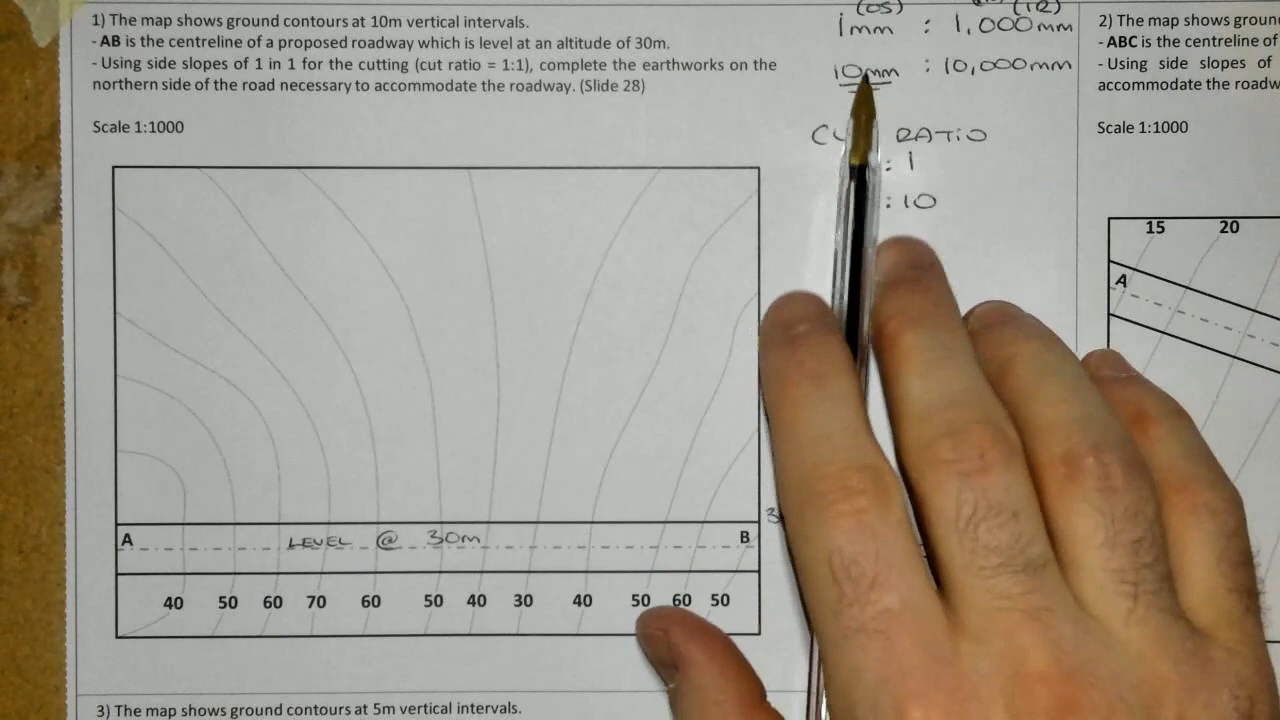 1) The map shows ground contours at 10m vertical intervals.
- AB is the centreline of a proposed roadway which is level at an altitude of 30m.
- Using side slopes of 1 in 1 for the cutting (cut ratio = 1:1), complete the earthworks on the
northern side of the road necessary to accommodate the roadway. (Slide 28)
Scale 1:1000
A
LEVEL @ 30m
B
40 50 60 70 60 50 40 30 40 50 60 50
3) The map shows ground contours at 5m vertical intervals.
1mm : 1,000mm
10mm : 10,000mm
RATIO
: 1
: 10
2) The map shows
- ABC is the centreline of
- Using side slopes of
accommodate the
Scale 1:1000
15 20
A